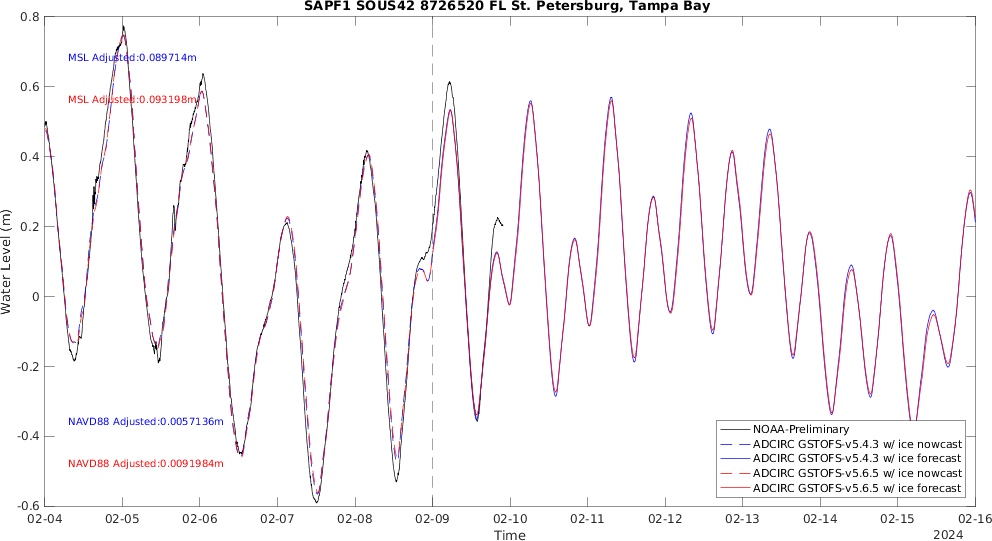 SAPF1 SOUS42 8726520 FL St. Petersburg, Tampa Bay
0.8
0.6
0.4
0.2
0
-0.2
-0.4
-0.6
Water Level (m)
MSL Adjusted:0.089714m
MSL Adjusted:0.093198m
NAVD88 Adjusted:0.0057136m
NAVD88 Adjusted:0.0091984m
NOAA-Preliminary
ADCIRC GSTOFS-v5.4.3 w/ ice nowcast
ADCIRC GSTOFS-v5.4.3 w/ ice forecast
ADCIRC GSTOFS-v5.6.5 w/ ice nowcast
ADCIRC GSTOFS-v5.6.5 w/ ice forecast
02-04 02-05 02-06 02-07 02-08 02-09 02-10 02-11 02-12 02-13 02-14 02-15 02-16
Time
2024